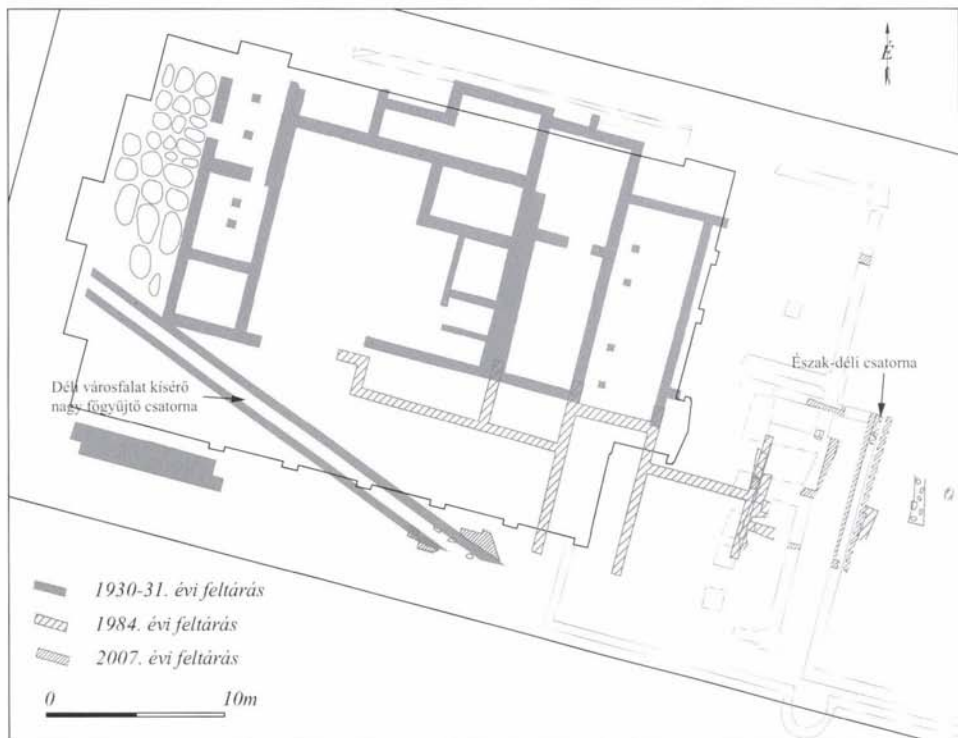 É
Észak-déli csatorna
Déli városfalat kísérő
nagy főgyűjtő csatorna
1930-31. évi feltárás
1984. évi feltárás
2007. évi feltárás
0 10m